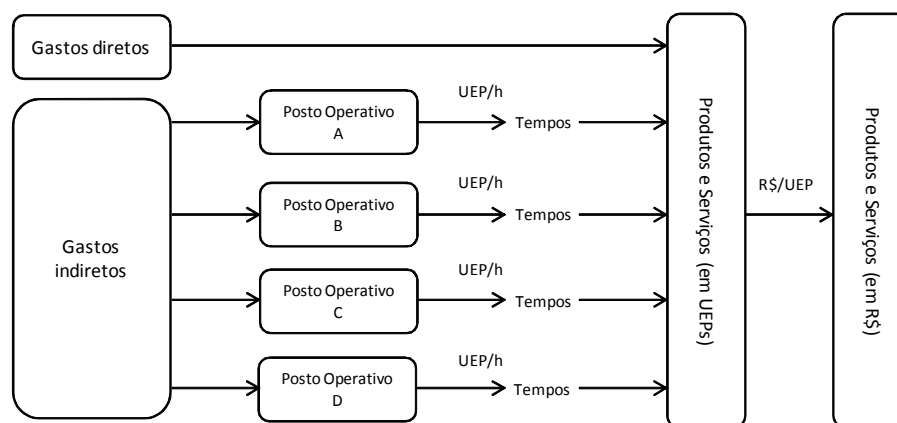 Gastos diretos
Gastos
indiretos
Posto Operativo
A
UEP/h
Tempos
Posto Operativo
B
UEP/h
Tempos
Posto Operativo
C
UEP/h
Tempos
Posto Operativo
D
UEP/h
Tempos
Produtos e Serviços (em UEPs)
R$/UEP
Produtos e Serviços (em R$)